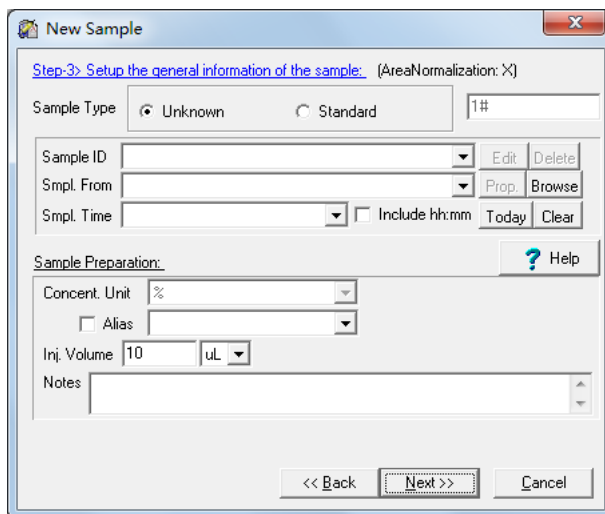 New Sample
Step-3> Setup the general information of the sample: (AreaNormalization: X)
Sample Type Unknown Standard 1#
Sample ID Edit Delete
Smpl. From Prop. Browse
Smpl. Time Include hh:mm Today Clear
Sample Preparation: ? Help
Concent. Unit %
Alias
Inj. Volume 10 uL
Notes
<< Back Next >> Cancel